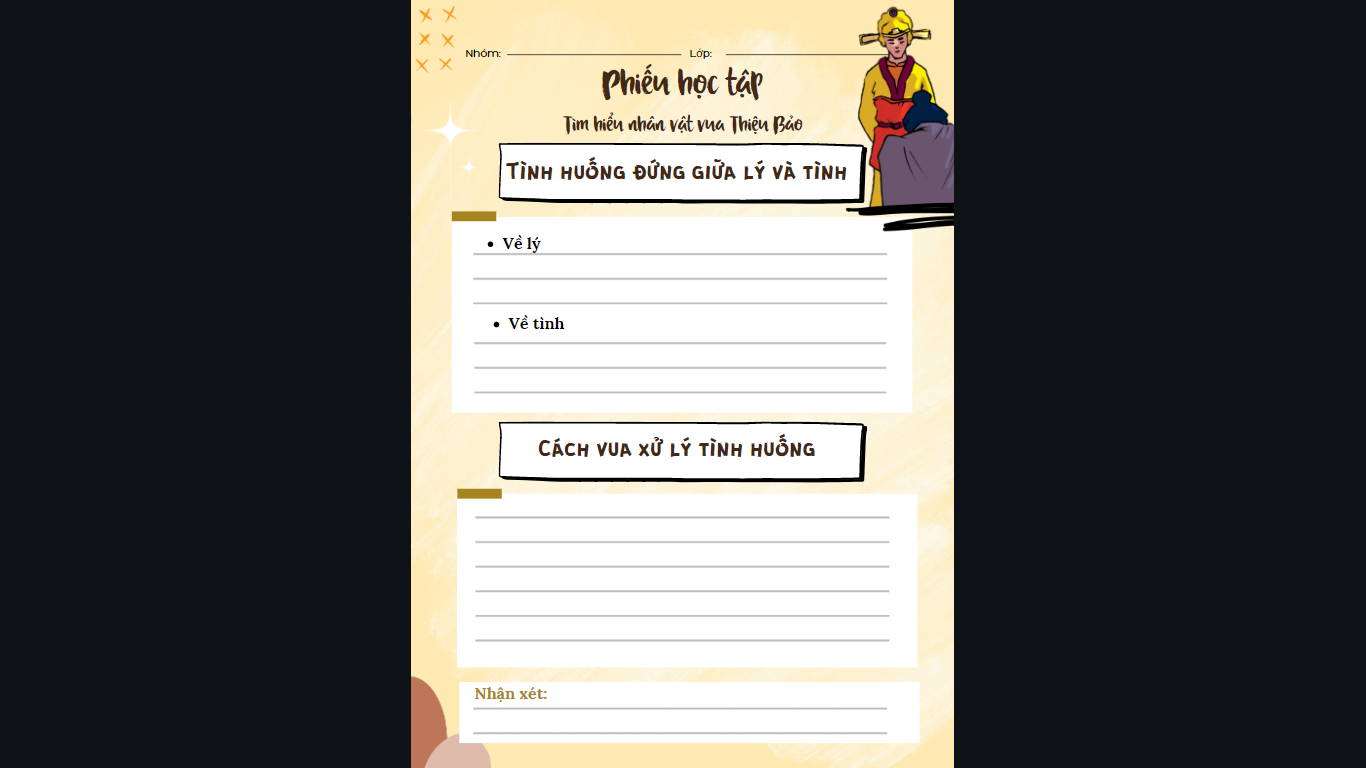 Nhóm: Lớp:
Phiếu học tập
Tìm hiểu nhân vật vua Thiệu Bảo
Tình huống đứng giữa lý và tình
• Về lý
• Về tình
Cách vua xử lý tình huống
Nhận xét: